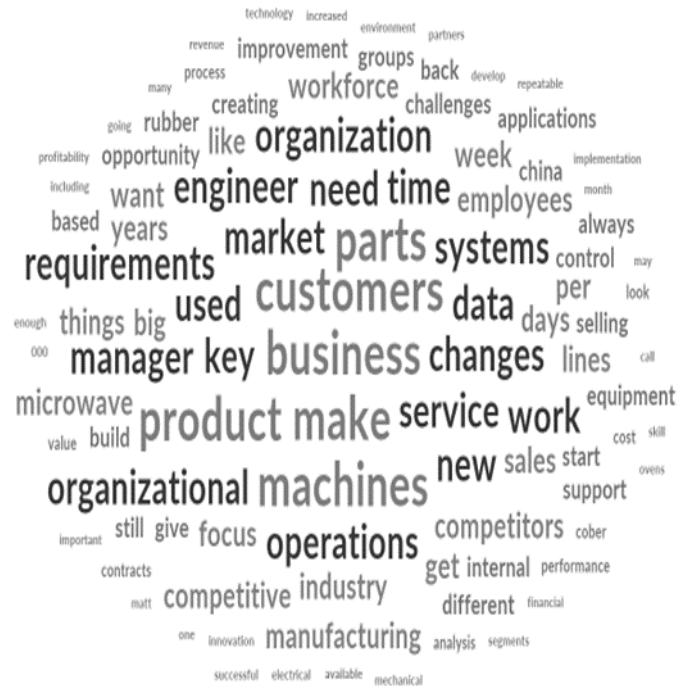 technology increased
environment
revenue improvement groups partners
process workforce back develop
many creating challenges repeatable
going rubber like organization applications
profitability opportunity week china implementation
including want engineer need time employees month
based years market parts systems always
requirements customers control may
used data per look
enough things big days selling
000 manager key business changes lines call
microwave product make service work equipment
value build cost skill
organizational machines new sales start ovens
support
important still give focus operations competitors cober
contracts get internal performance
matt competitive industry different financial
one innovation manufacturing analysis segments
successful electrical available mechanical